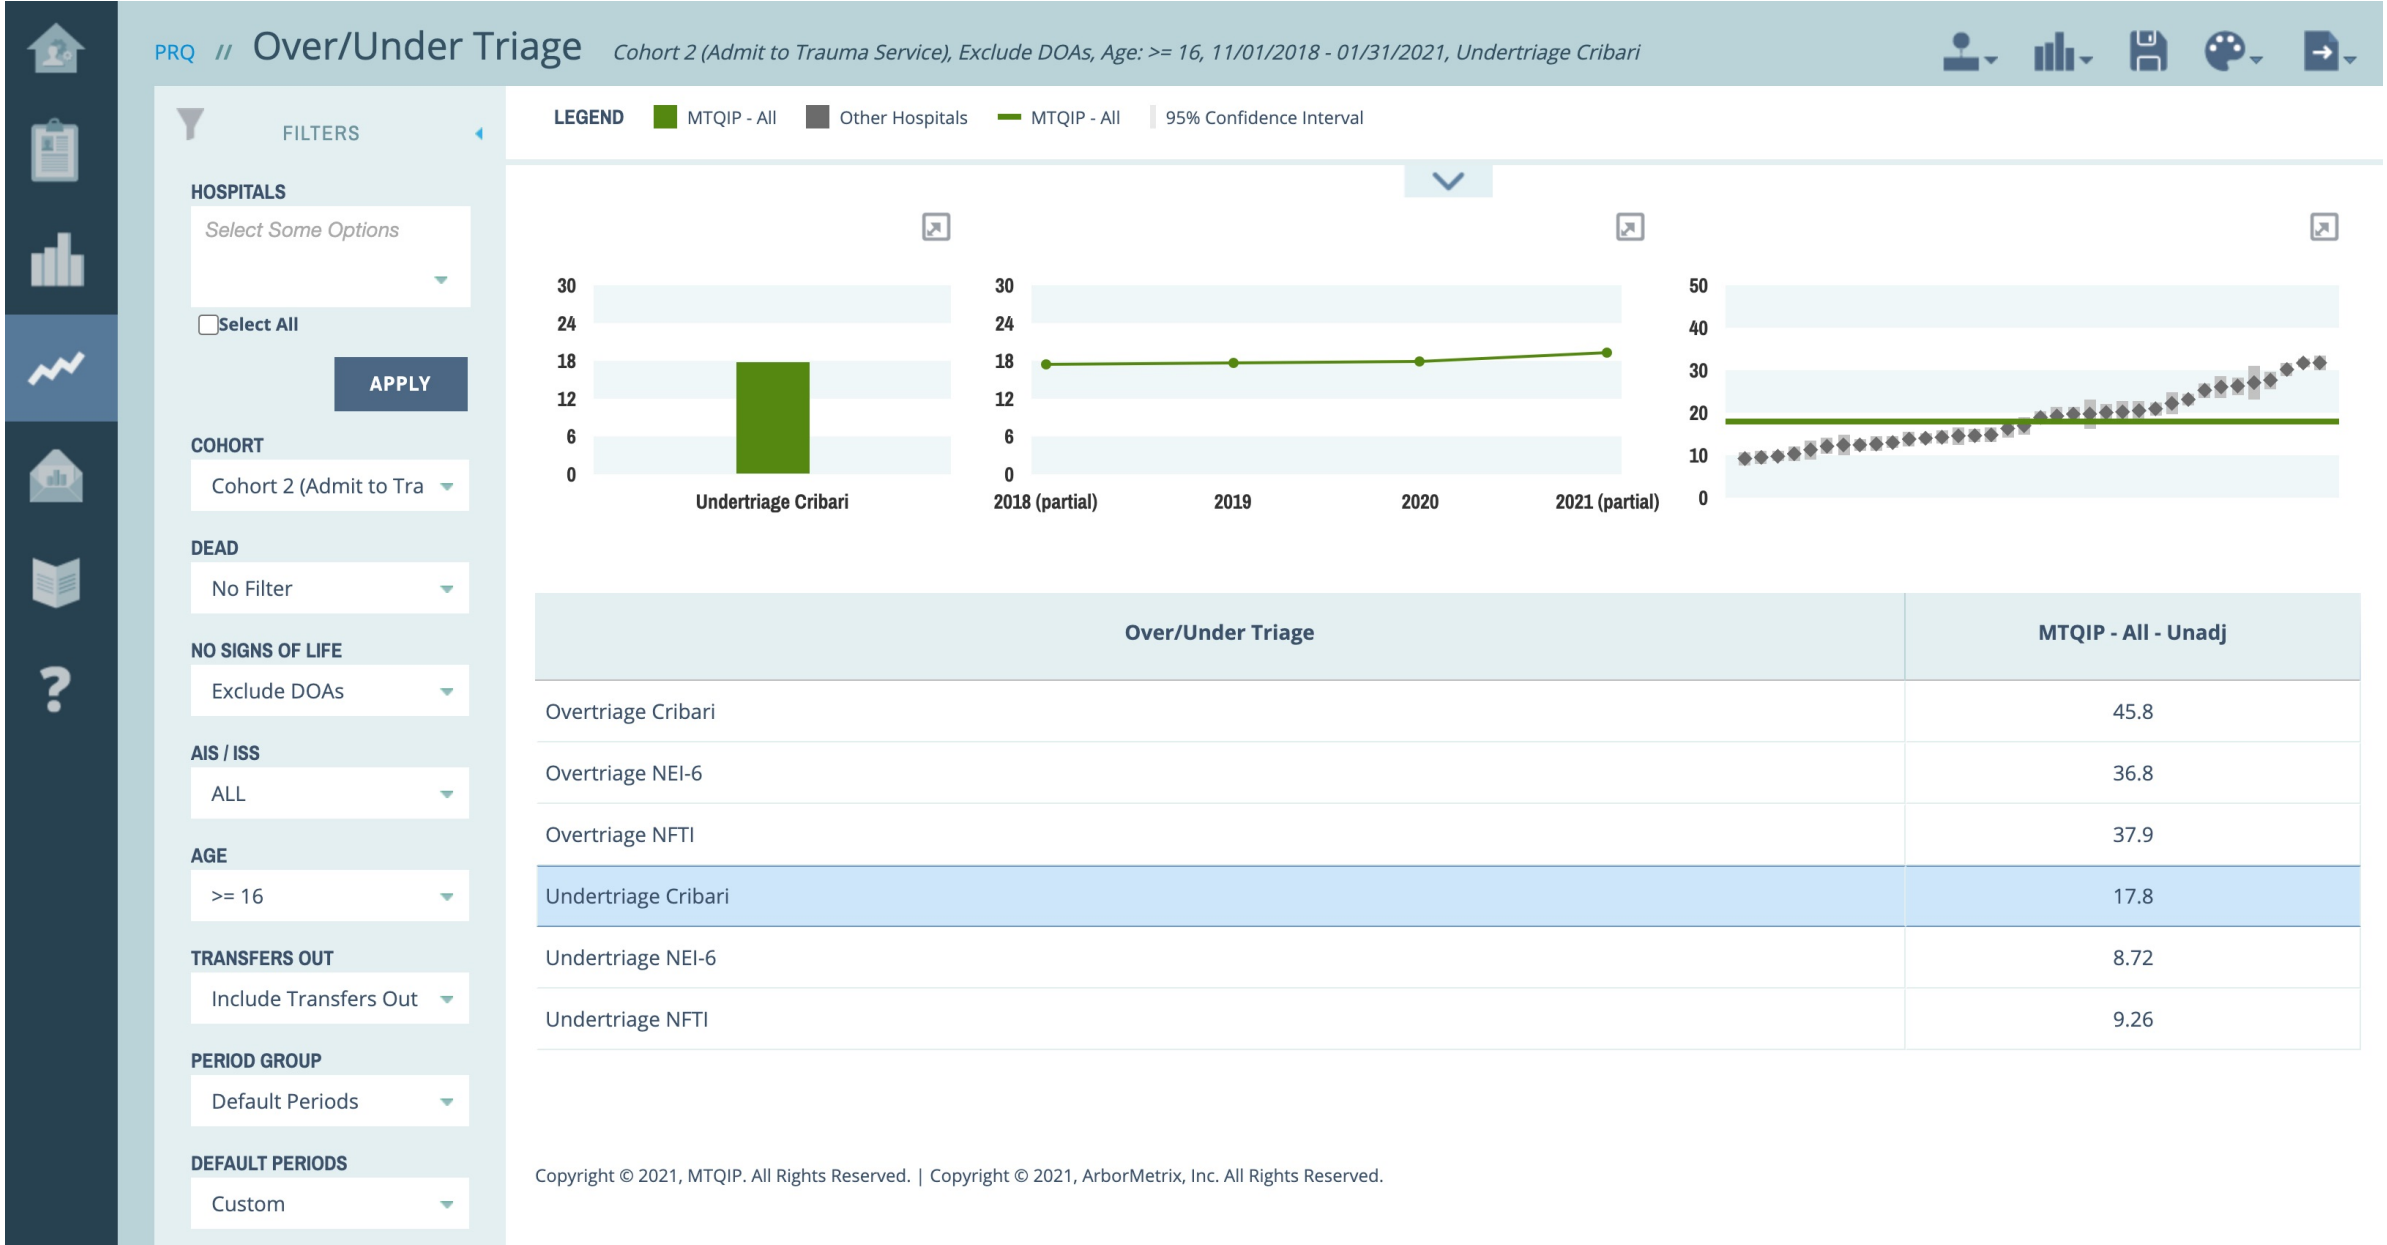 PRQ // Over/Under Triage Cohort 2 (Admit to Trauma Service), Exclude DOAs, Age: >= 16, 11/01/2018 - 01/31/2021, Undertriage Cribari
FILTERS
HOSPITALS
Select Some Options
Select All
APPLY
COHORT
Cohort 2 (Admit to Tra
DEAD
No Filter
NO SIGNS OF LIFE
Exclude DOAs
AIS / ISS
ALL
AGE
>= 16
TRANSFERS OUT
Include Transfers Out
PERIOD GROUP
Default Periods
DEFAULT PERIODS
Custom
?
LEGEND MTQIP - All Other Hospitals MTQIP - All 95% Confidence Interval
30
24
18
12
6
0
Undertriage Cribari
30
24
18
12
6
0
2018 (partial) 2019 2020 2021 (partial)
50
40
30
20
10
0
Over/Under Triage MTQIP - All - Unadj
Overtriage Cribari 45.8
Overtriage NEI-6 36.8
Overtriage NFTI 37.9
Undertriage Cribari 17.8
Undertriage NEI-6 8.72
Undertriage NFTI 9.26
Copyright © 2021, MTQIP. All Rights Reserved. | Copyright © 2021, ArborMetrix, Inc. All Rights Reserved.